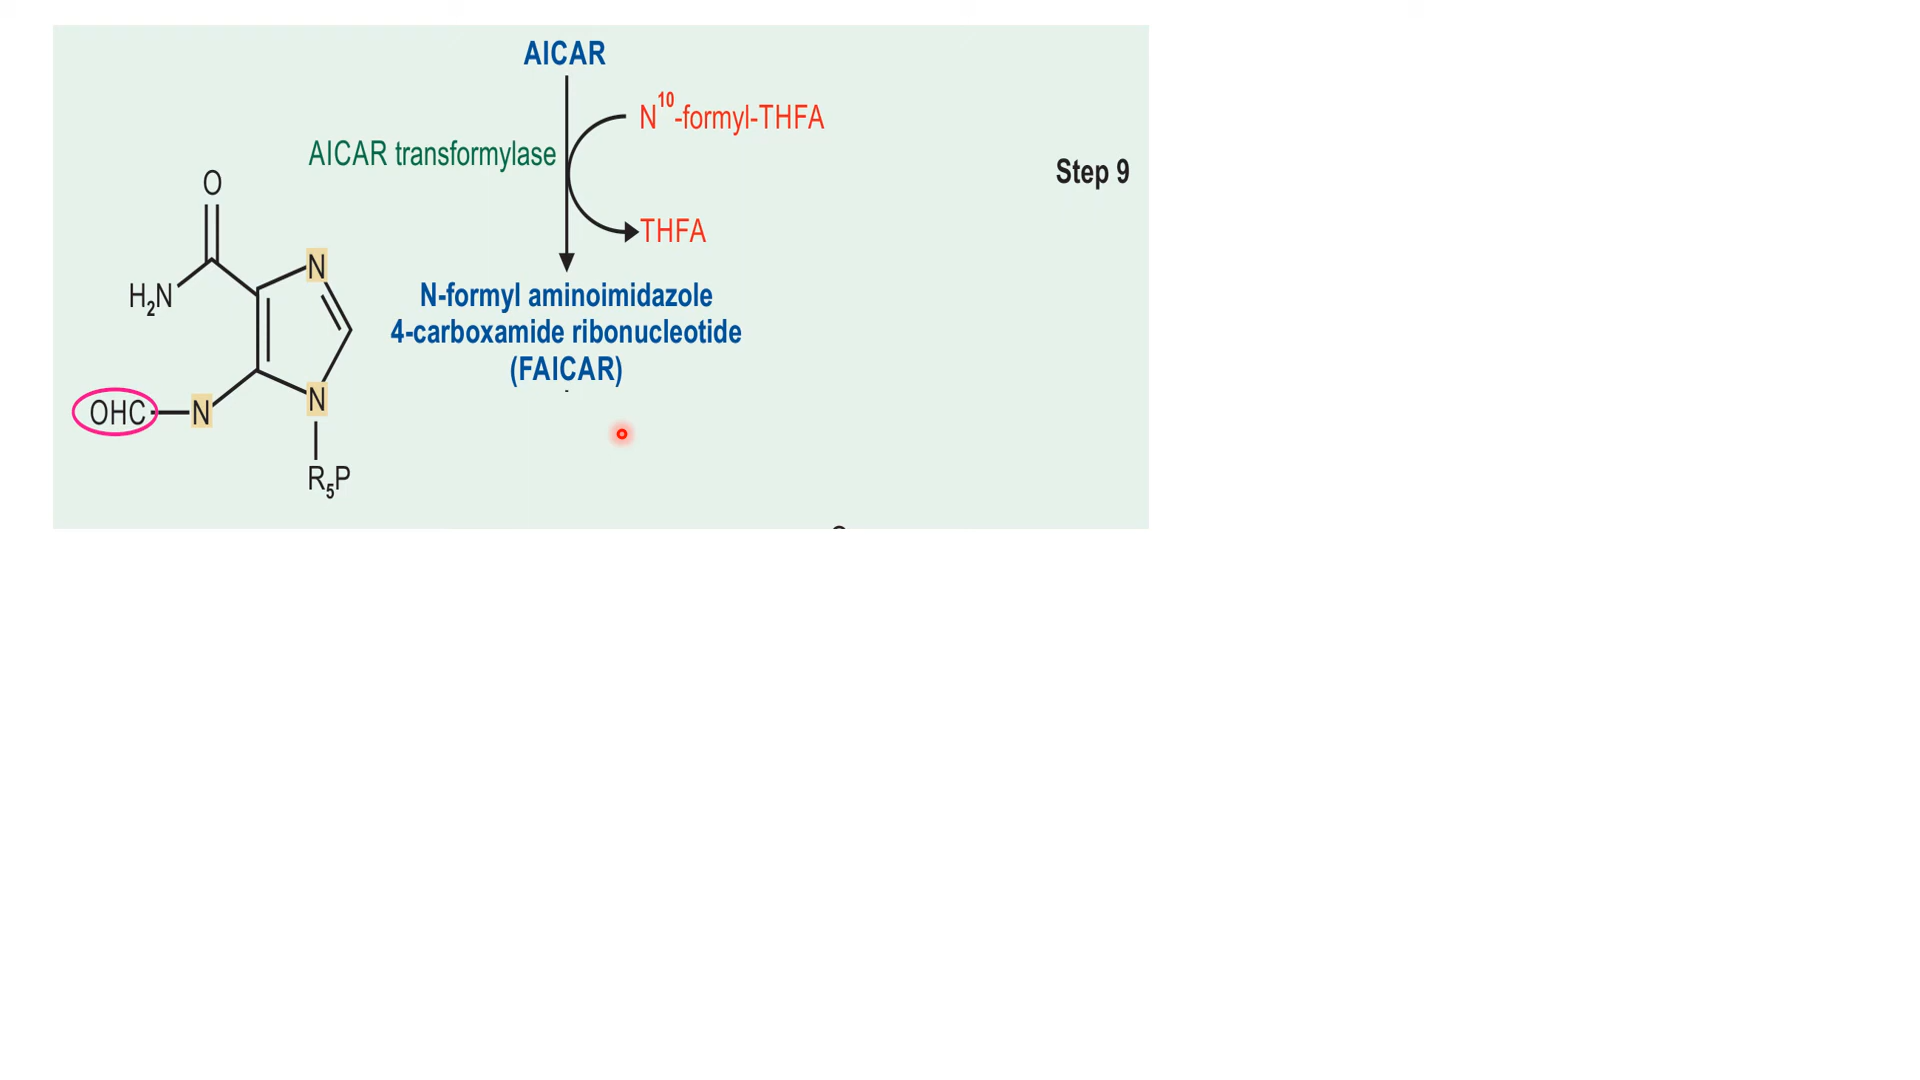 AICAR
N10-formyl-THFA
AICAR transformylase
Step 9
THFA
O
N
H2N
N-formyl aminoimidazole
4-carboxamide ribonucleotide
(FAICAR)
OHC
N
N
R5P